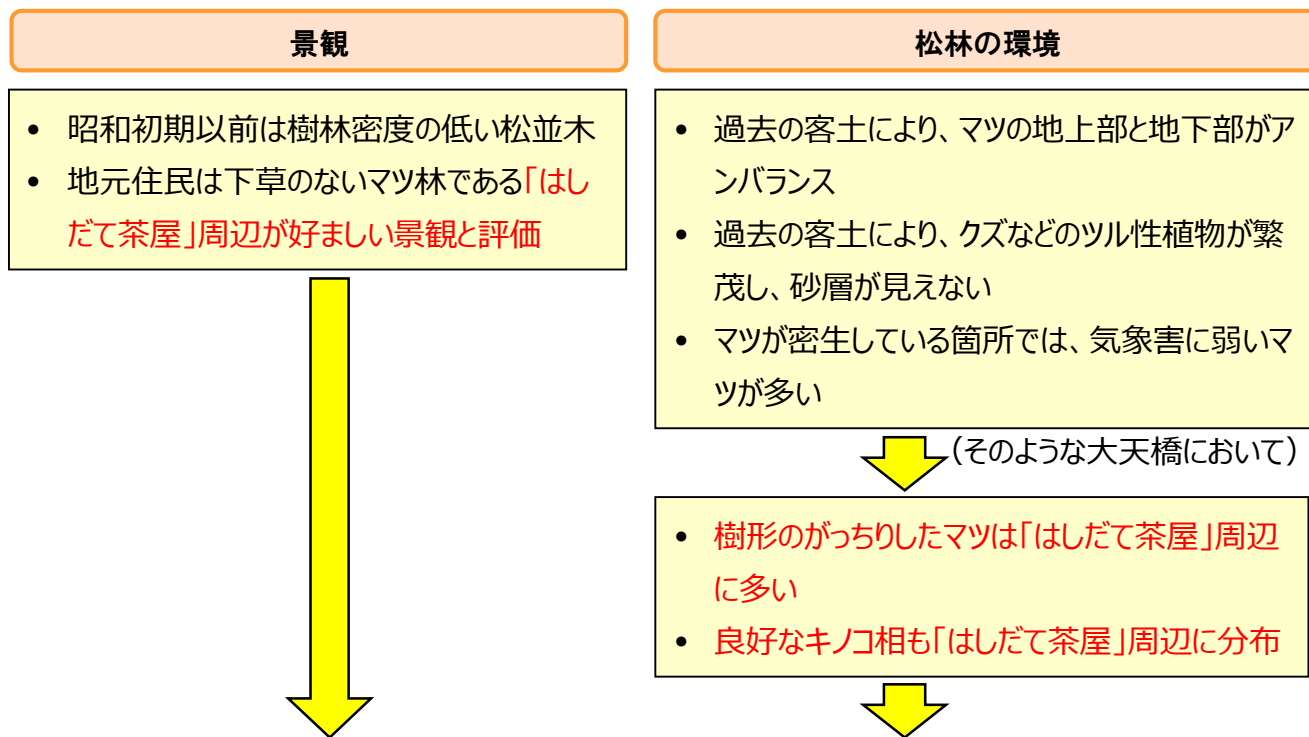 景観
• 昭和初期以前は樹林密度の低い松並木
• 地元住民は下草のないマツ林である「はし
だて茶屋」周辺が好ましい景観と評価
松林の環境
• 過去の客土により、マツの地上部と地下部がア
ンバランス
• 過去の客土により、クズなどのツル性植物が繁
茂し、砂層が見えない
• マツが密生している箇所では、気象害に弱いマ
ツが多い
(そのような大天橋において)
• 樹形のがっちりしたマツは「はしだて茶屋」周辺
に多い
• 良好なキノコ相も「はしだて茶屋」周辺に分布